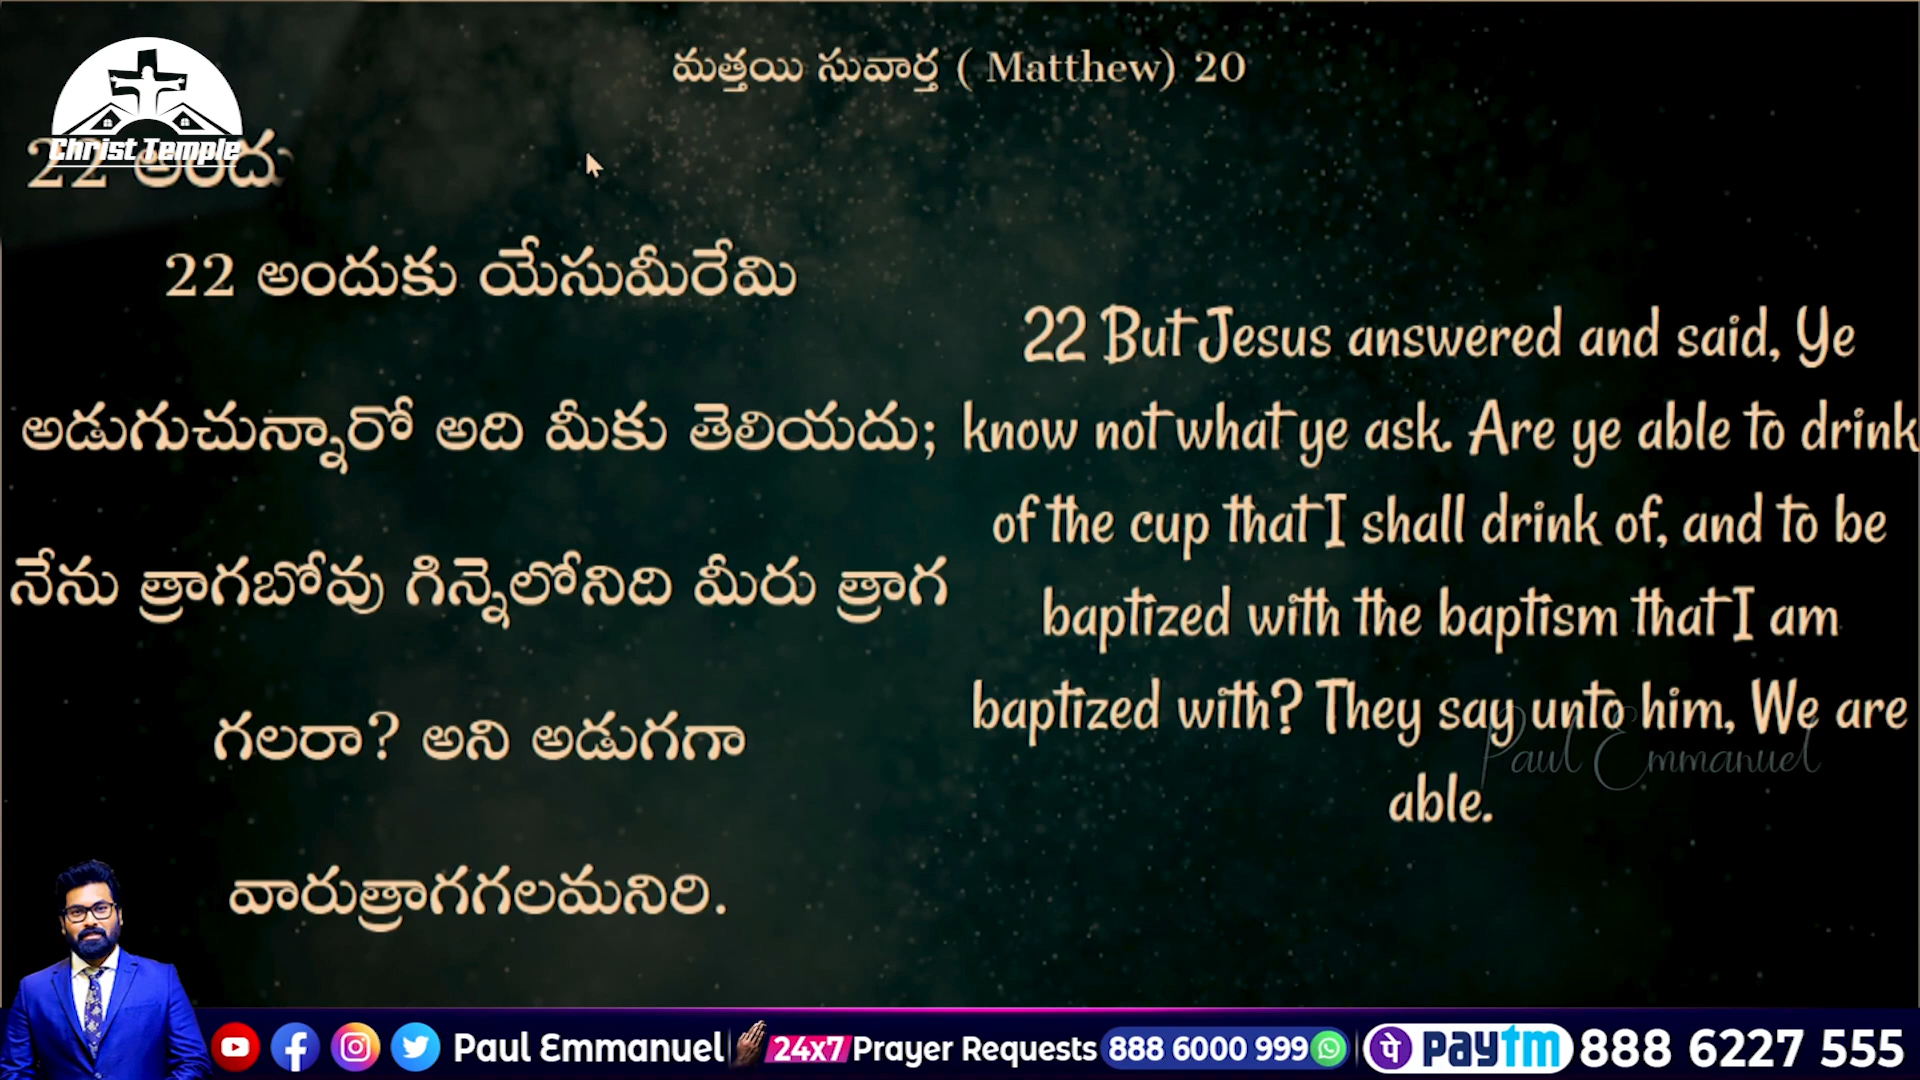 మత్తయి సువార్త ( Matthew) 20
Christ Temple
22 అందు
22 అందుకు యేసుమీరేమి
అడుగుచున్నారో అది మీకు తెలియదు;
నేను త్రాగబోవు గిన్నెలోనిది మీరు త్రాగ
గలరా? అని అడుగగా
వారుత్రాగగలమనిరి.
22 But Jesus answered and said, Ye
know not what ye ask. Are ye able to drink
of the cup that I shall drink of, and to be
baptized with the baptism that I am
baptized with? They say unto him, We are
able.
Paul Emmanuel
Paul Emmanuel 24x7 Prayer Requests 888 6000 999 पे paytm 888 6227 555